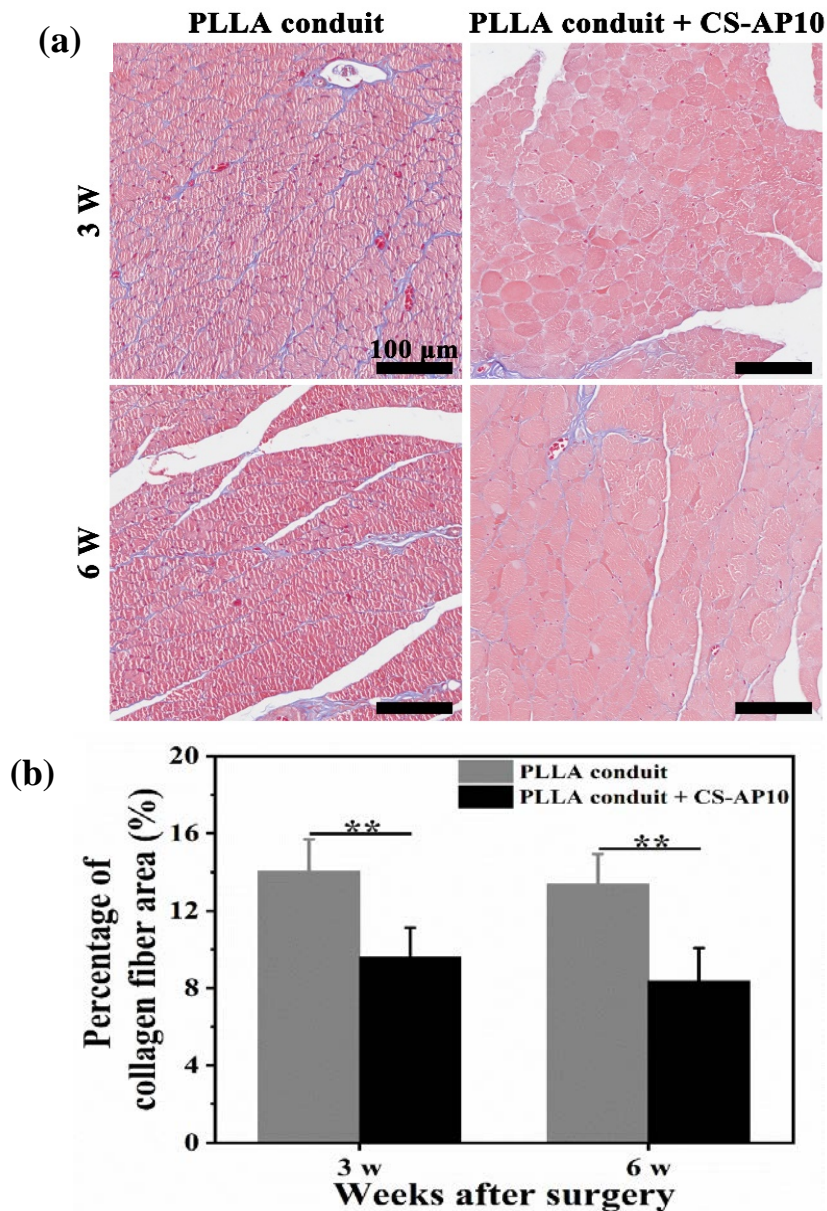 (a)
PLLA conduit
PLLA conduit + CS-AP10
3 W
100 μm
6 W
(b)
20
16
12
8
4
0
Percentage of
collagen fiber area (%)
PLLA conduit
PLLA conduit + CS-AP10
**
**
3 w
6 w
Weeks after surgery